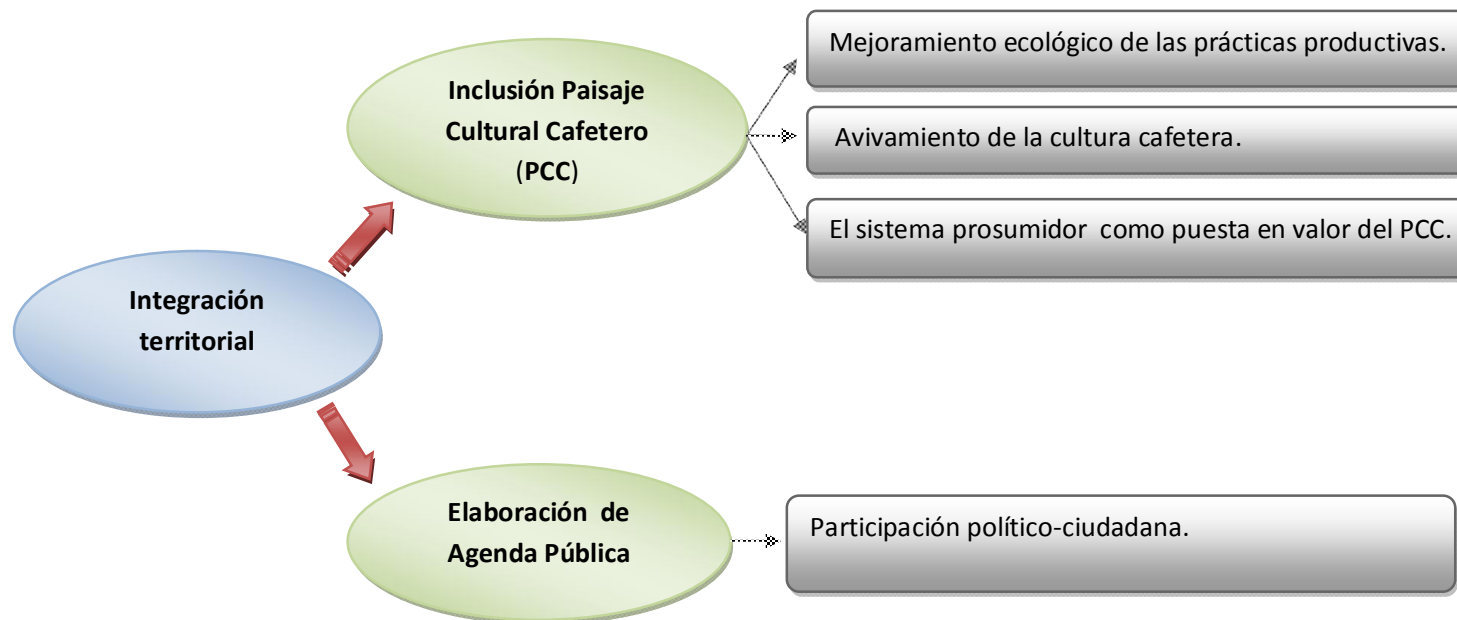 Inclusión Paisaje
Cultural Cafetero
(PCC)
Mejoramiento ecológico de las prácticas productivas.
Avivamiento de la cultura cafetera.
El sistema prosumidor como puesta en valor del PCC.
Integración
territorial
Elaboración de
Agenda Pública
Participación político-ciudadana.